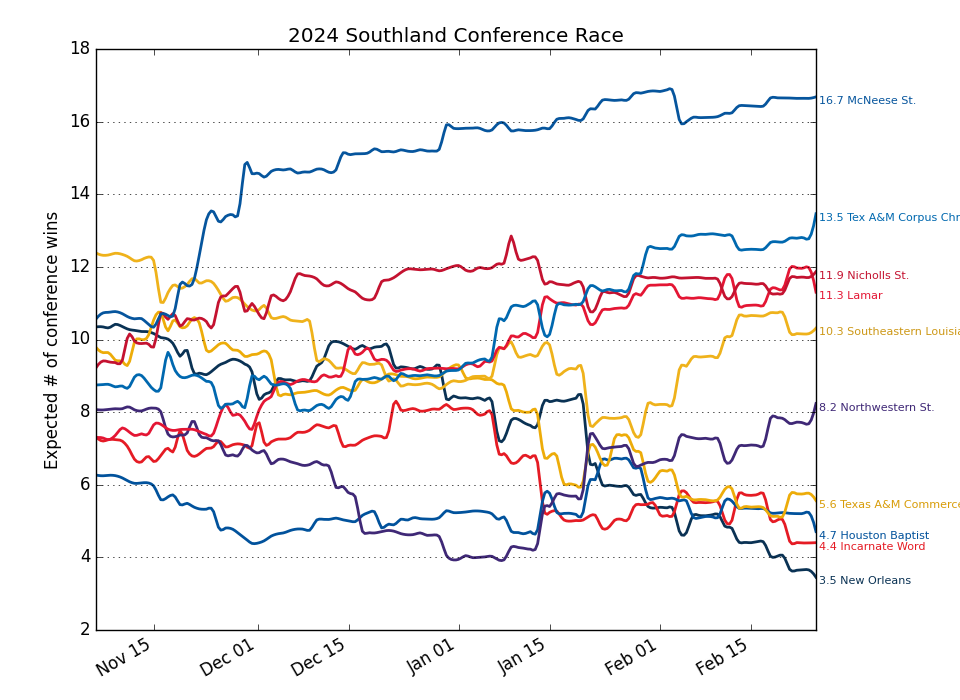 2024 Southland Conference Race
Expected # of conference wins
18
16
14
12
10
8
6
4
2
Nov 15
Dec 01
Dec 15
Jan 01
Jan 15
Feb 01
Feb 15
16.7 McNeese St.
13.5 Tex A&M Corpus Chr
11.9 Nicholls St.
11.3 Lamar
10.3 Southeastern Louisia
8.2 Northwestern St.
5.6 Texas A&M Commerce
4.7 Houston Baptist
4.4 Incarnate Word
3.5 New Orleans